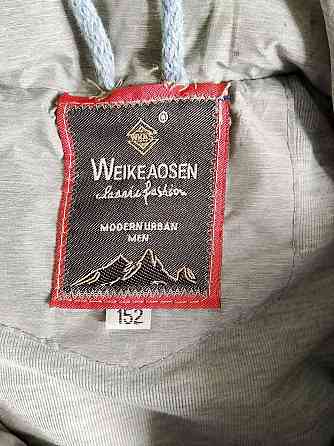 WEIKEAOSEN
Classic fashion
MODERN URBAN
MEN
152